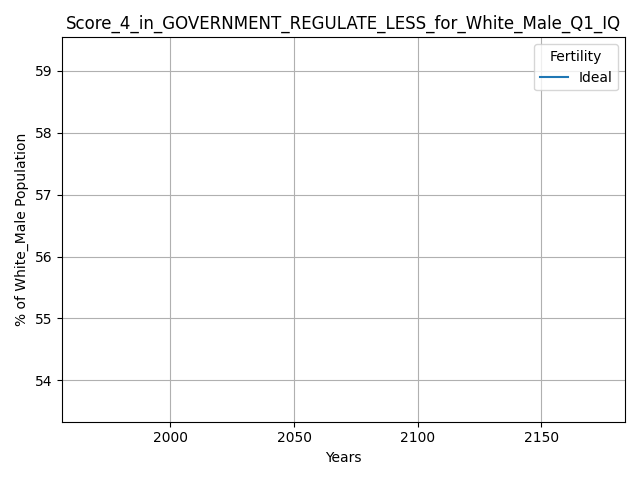 Score_4_in_GOVERNMENT_REGULATE_LESS_for_White_Male_Q1_IQ
Fertility
Ideal
59
58
57
56
55
54
% of White_Male Population
2000 2050 2100 2150
Years